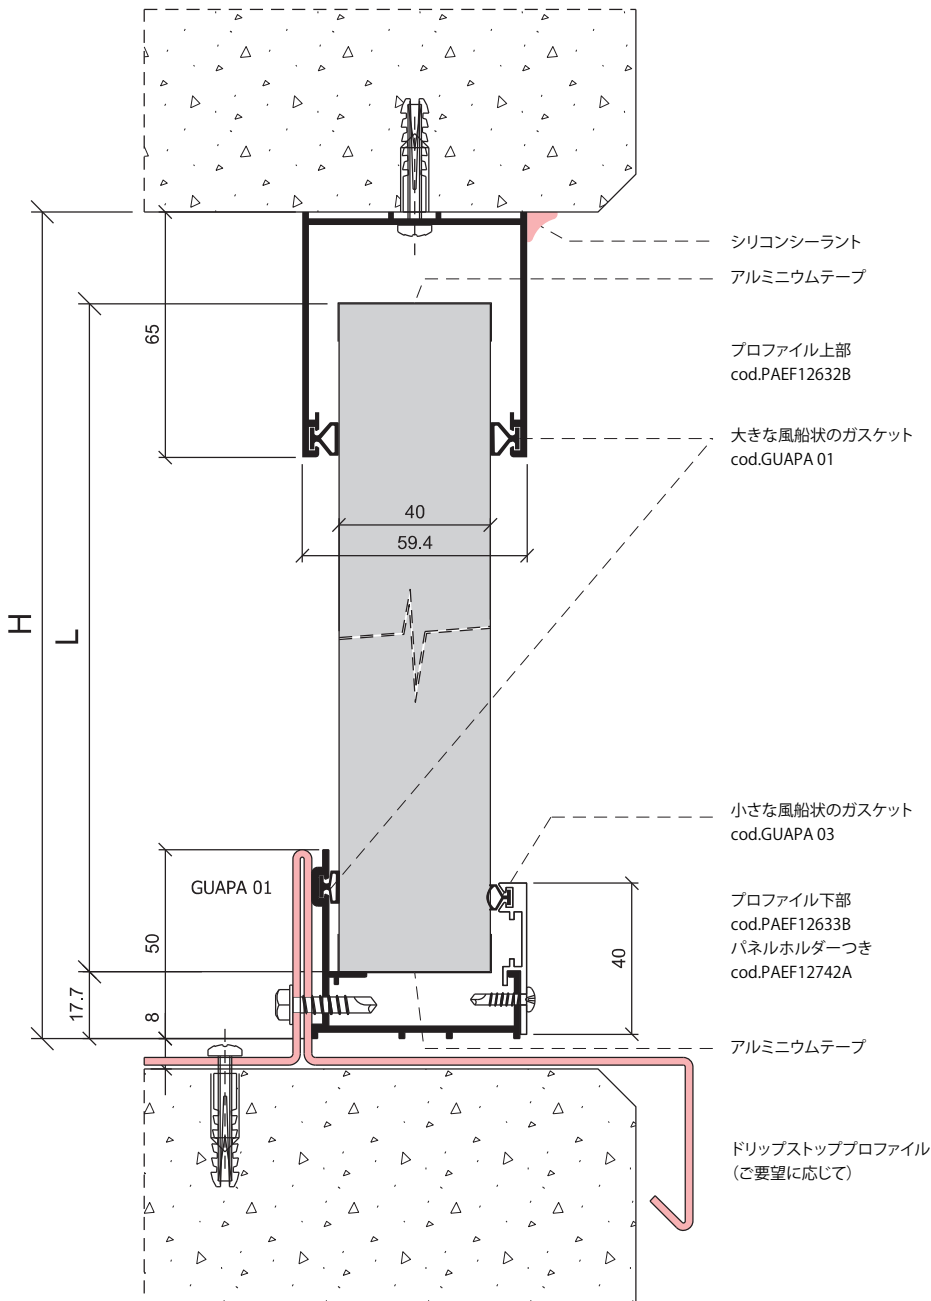 シリコンシーラント
アルミニウムテープ
65
プロファイル上部
cod.PAEF12632B
大きな風船状のガスケット
cod.GUAPA 01
40
59.4
H
L
小さな風船状のガスケット
cod.GUAPA 03
GUAPA 01
プロファイル下部
cod.PAEF12633B
パネルホルダーつき
cod.PAEF12742A
50
40
17.7
8
アルミニウムテープ
ドリップストッププロファイル
（ご要望に応じて）